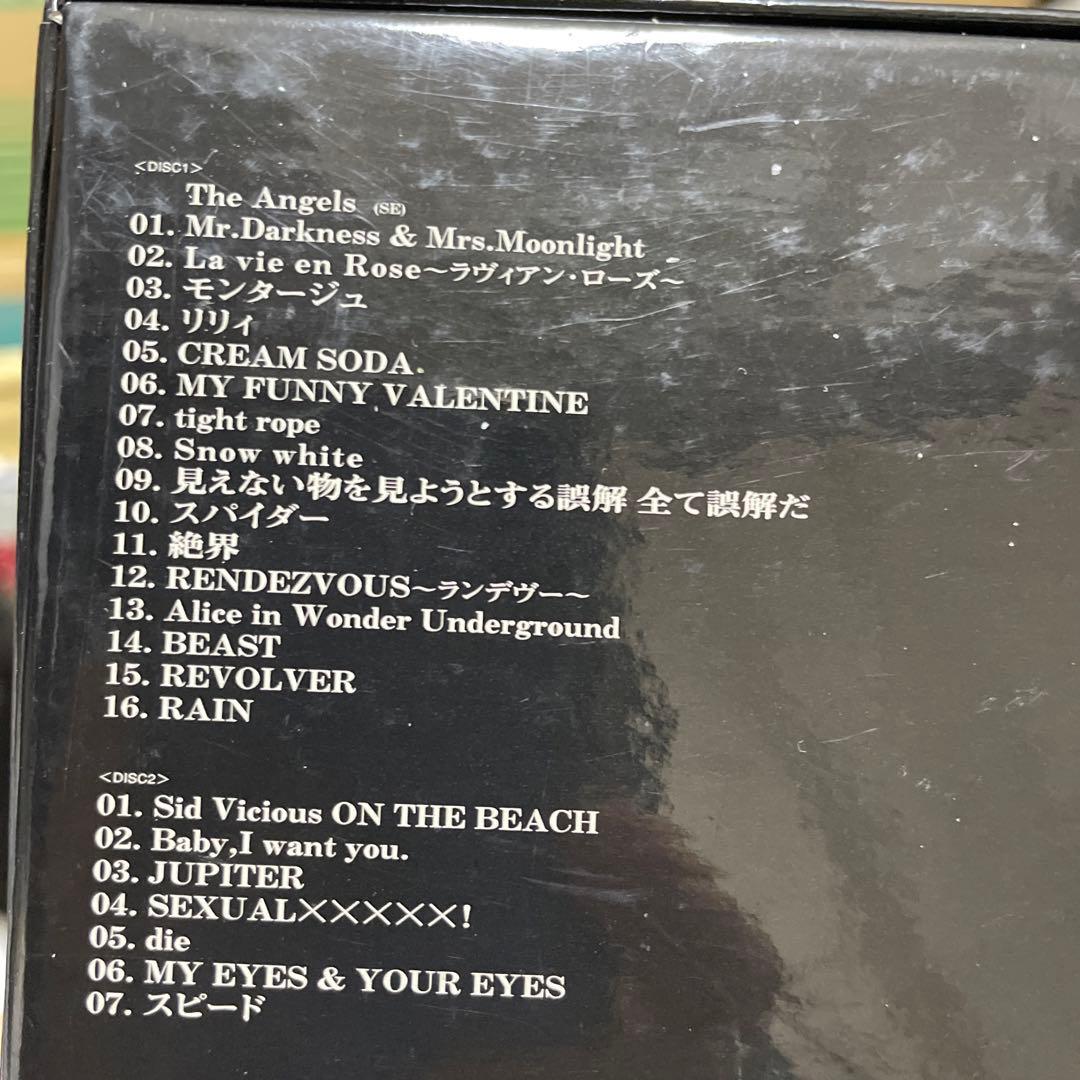 <DISC1>
The Angels (SE)
01. Mr.Darkness & Mrs.Moonlight
02. La vie en Rose～ラヴィアン・ローズ～
03. モンタージュ
04. リリィ
05. CREAM SODA
06. MY FUNNY VALENTINE
07. tight rope
08. Snow white
09. 見えない物を見ようとする誤解 全て誤解だ
10. スパイダー
11. 絶界
12. RENDEZVOUS～ランデヴー～
13. Alice in Wonder Underground
14. BEAST
15. REVOLVER
16. RAIN
<DISC2>
01. Sid Vicious ON THE BEACH
02. Baby,I want you.
03. JUPITER
04. SEXUAL×××××!
05. die
06. MY EYES & YOUR EYES
07. スピード